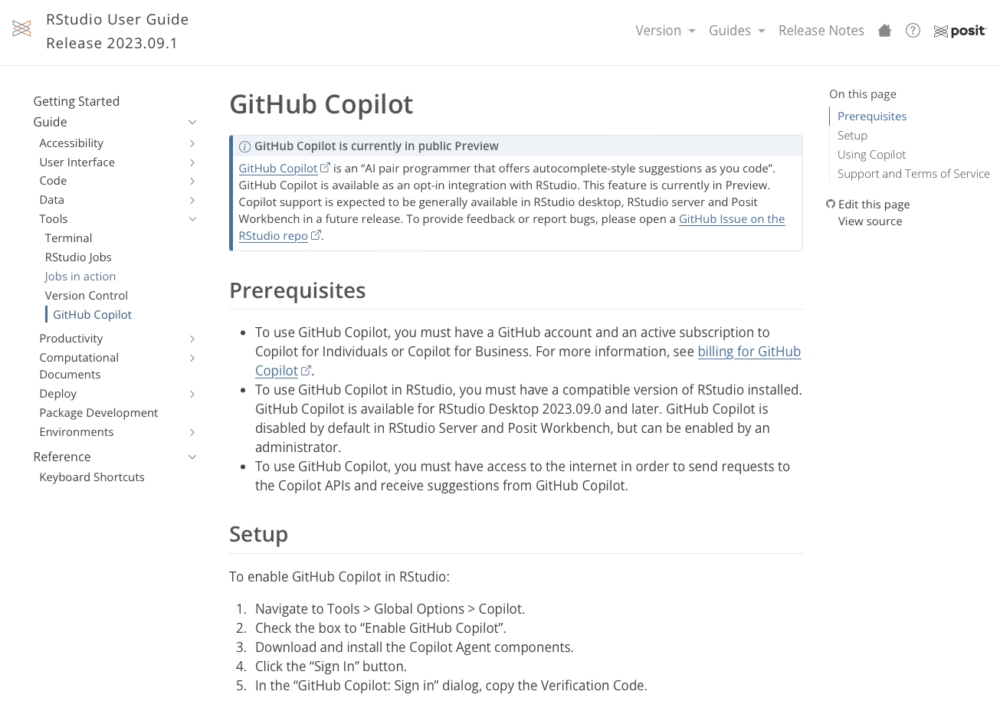 RStudio User Guide
Release 2023.09.1
Version
Guides
Release Notes
posit
Getting Started
Guide
Accessibility
User Interface
Code
Data
Tools
Terminal
RStudio Jobs
Jobs in action
Version Control
GitHub Copilot
Productivity
Computational
Documents
Deploy
Package Development
Environments
Reference
Keyboard Shortcuts
GitHub Copilot
GitHub Copilot is currently in public Preview
GitHub Copilot is an “AI pair programmer that offers autocomplete-style suggestions as you code”.
GitHub Copilot is available as an opt-in integration with RStudio. This feature is currently in Preview.
Copilot support is expected to be generally available in RStudio desktop, RStudio server and Posit
Workbench in a future release. To provide feedback or report bugs, please open a GitHub Issue on the
RStudio repo.
Prerequisites
• To use GitHub Copilot, you must have a GitHub account and an active subscription to
Copilot for Individuals or Copilot for Business. For more information, see billing for GitHub
Copilot.
• To use GitHub Copilot in RStudio, you must have a compatible version of RStudio installed.
GitHub Copilot is available for RStudio Desktop 2023.09.0 and later. GitHub Copilot is
disabled by default in RStudio Server and Posit Workbench, but can be enabled by an
administrator.
• To use GitHub Copilot, you must have access to the internet in order to send requests to
the Copilot APIs and receive suggestions from GitHub Copilot.
Setup
To enable GitHub Copilot in RStudio:
1. Navigate to Tools > Global Options > Copilot.
2. Check the box to “Enable GitHub Copilot”.
3. Download and install the Copilot Agent components.
4. Click the “Sign In” button.
5. In the “GitHub Copilot: Sign in” dialog, copy the Verification Code.
On this page
Prerequisites
Setup
Using Copilot
Support and Terms of Service
Edit this page
View source